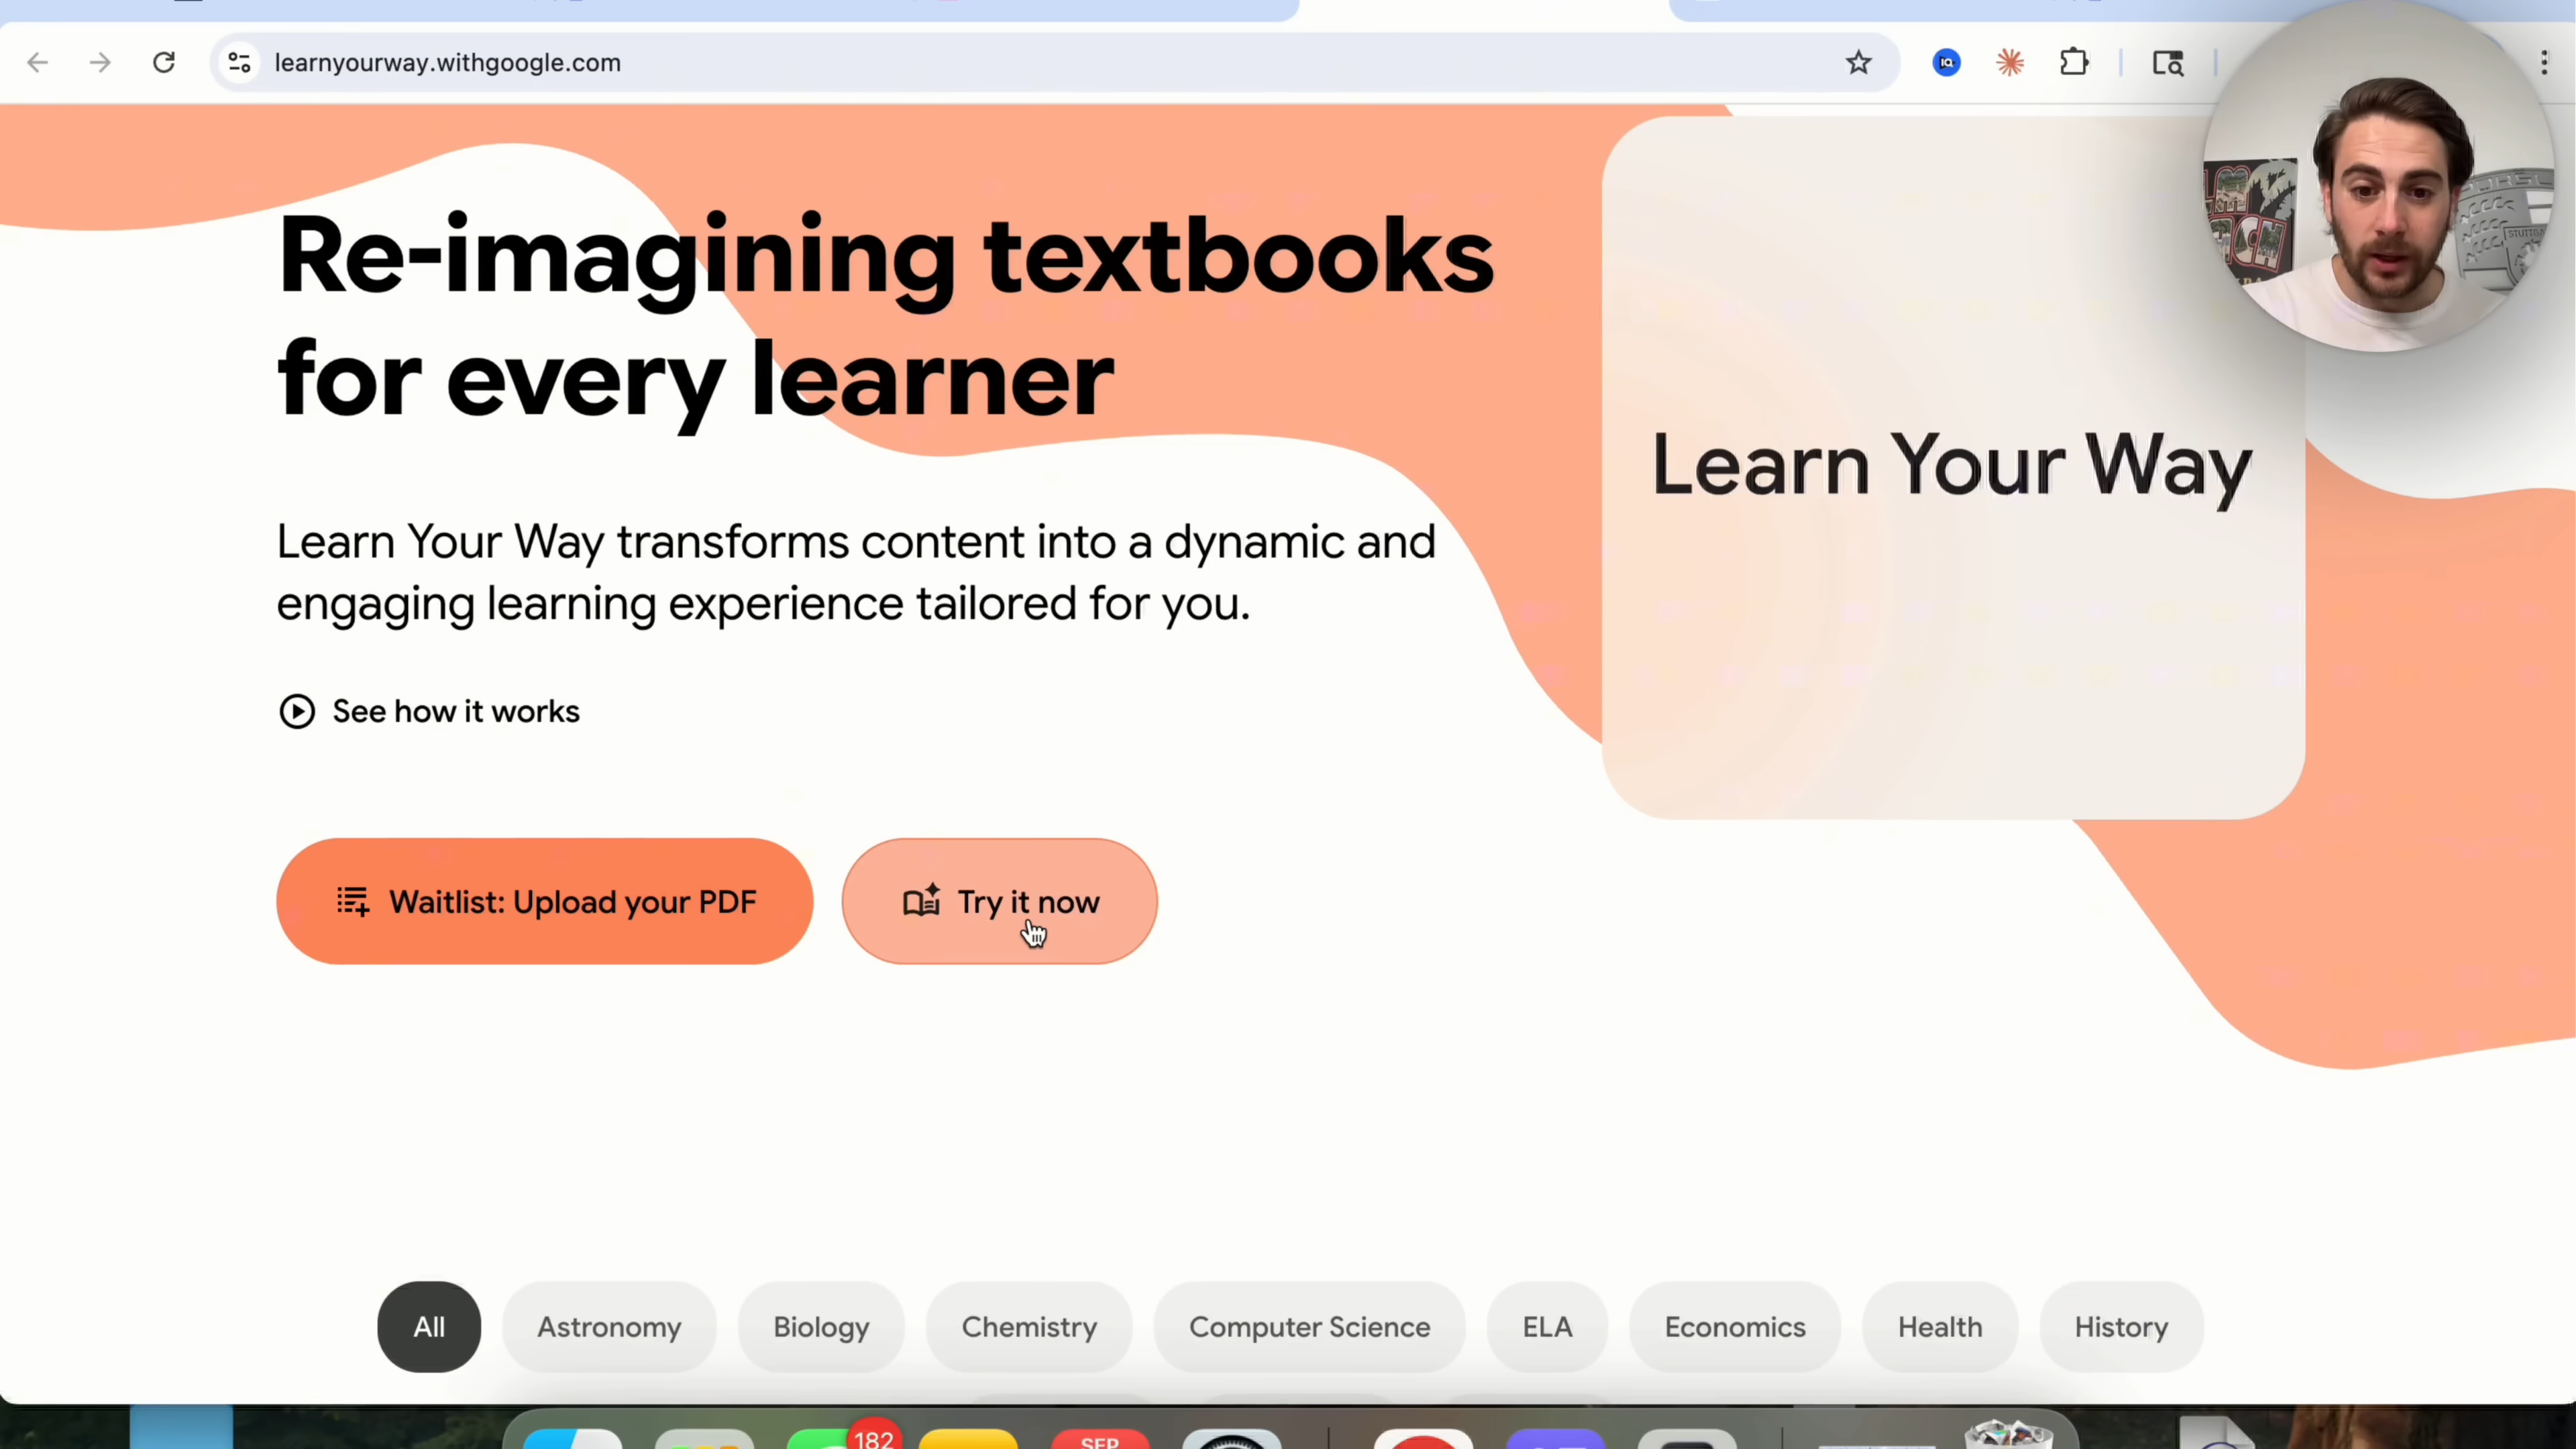 learnyourway.withgoogle.com
IQ
Re-imagining textbooks
for every learner
Learn Your Way transforms content into a dynamic and
engaging learning experience tailored for you.
See how it works
Waitlist: Upload your PDF
Try it now
Learn Your Way
All
Astronomy
Biology
Chemistry
Computer Science
ELA
Economics
Health
History
182
SEP